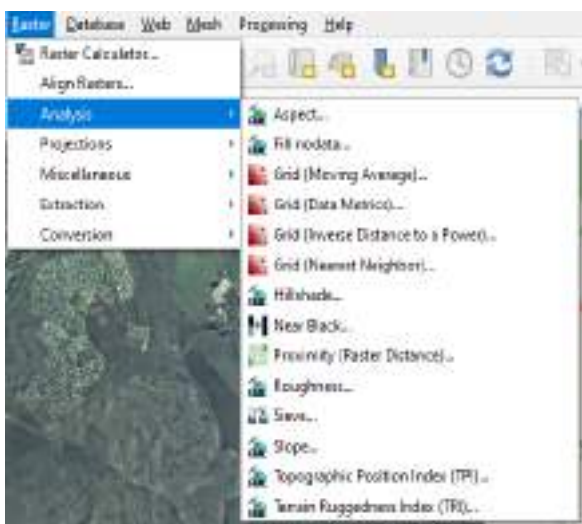 Raster Database Web Mesh Processing Help
Raster Calculator...
Align Rasters...
Analysis
Projections
Miscellaneous
Extraction
Conversion
Aspect...
Fill nodata...
Grid (Moving Average)...
Grid (Data Metrics)...
Grid (Inverse Distance to a Power)...
Grid (Nearest Neighbor)...
Hillshade...
Near Black...
Proximity (Raster Distance)...
Roughness...
Sieve...
Slope...
Topographic Position Index (TPI)...
Terrain Ruggedness Index (TRI)...